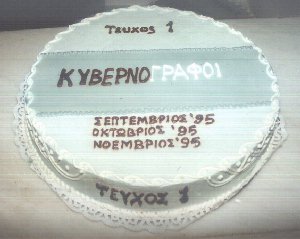 Τευχος 1
ΚΥΒΕΡΝΟΓΡΑΦΟΙ
ΣΕΠΤΕΜΒΡΙΟΣ '95
ΟΚΤΩΒΡΙΟΣ '95
ΝΟΕΜΒΡΙΟΣ '95
ΤΕΥΧΟΣ 1